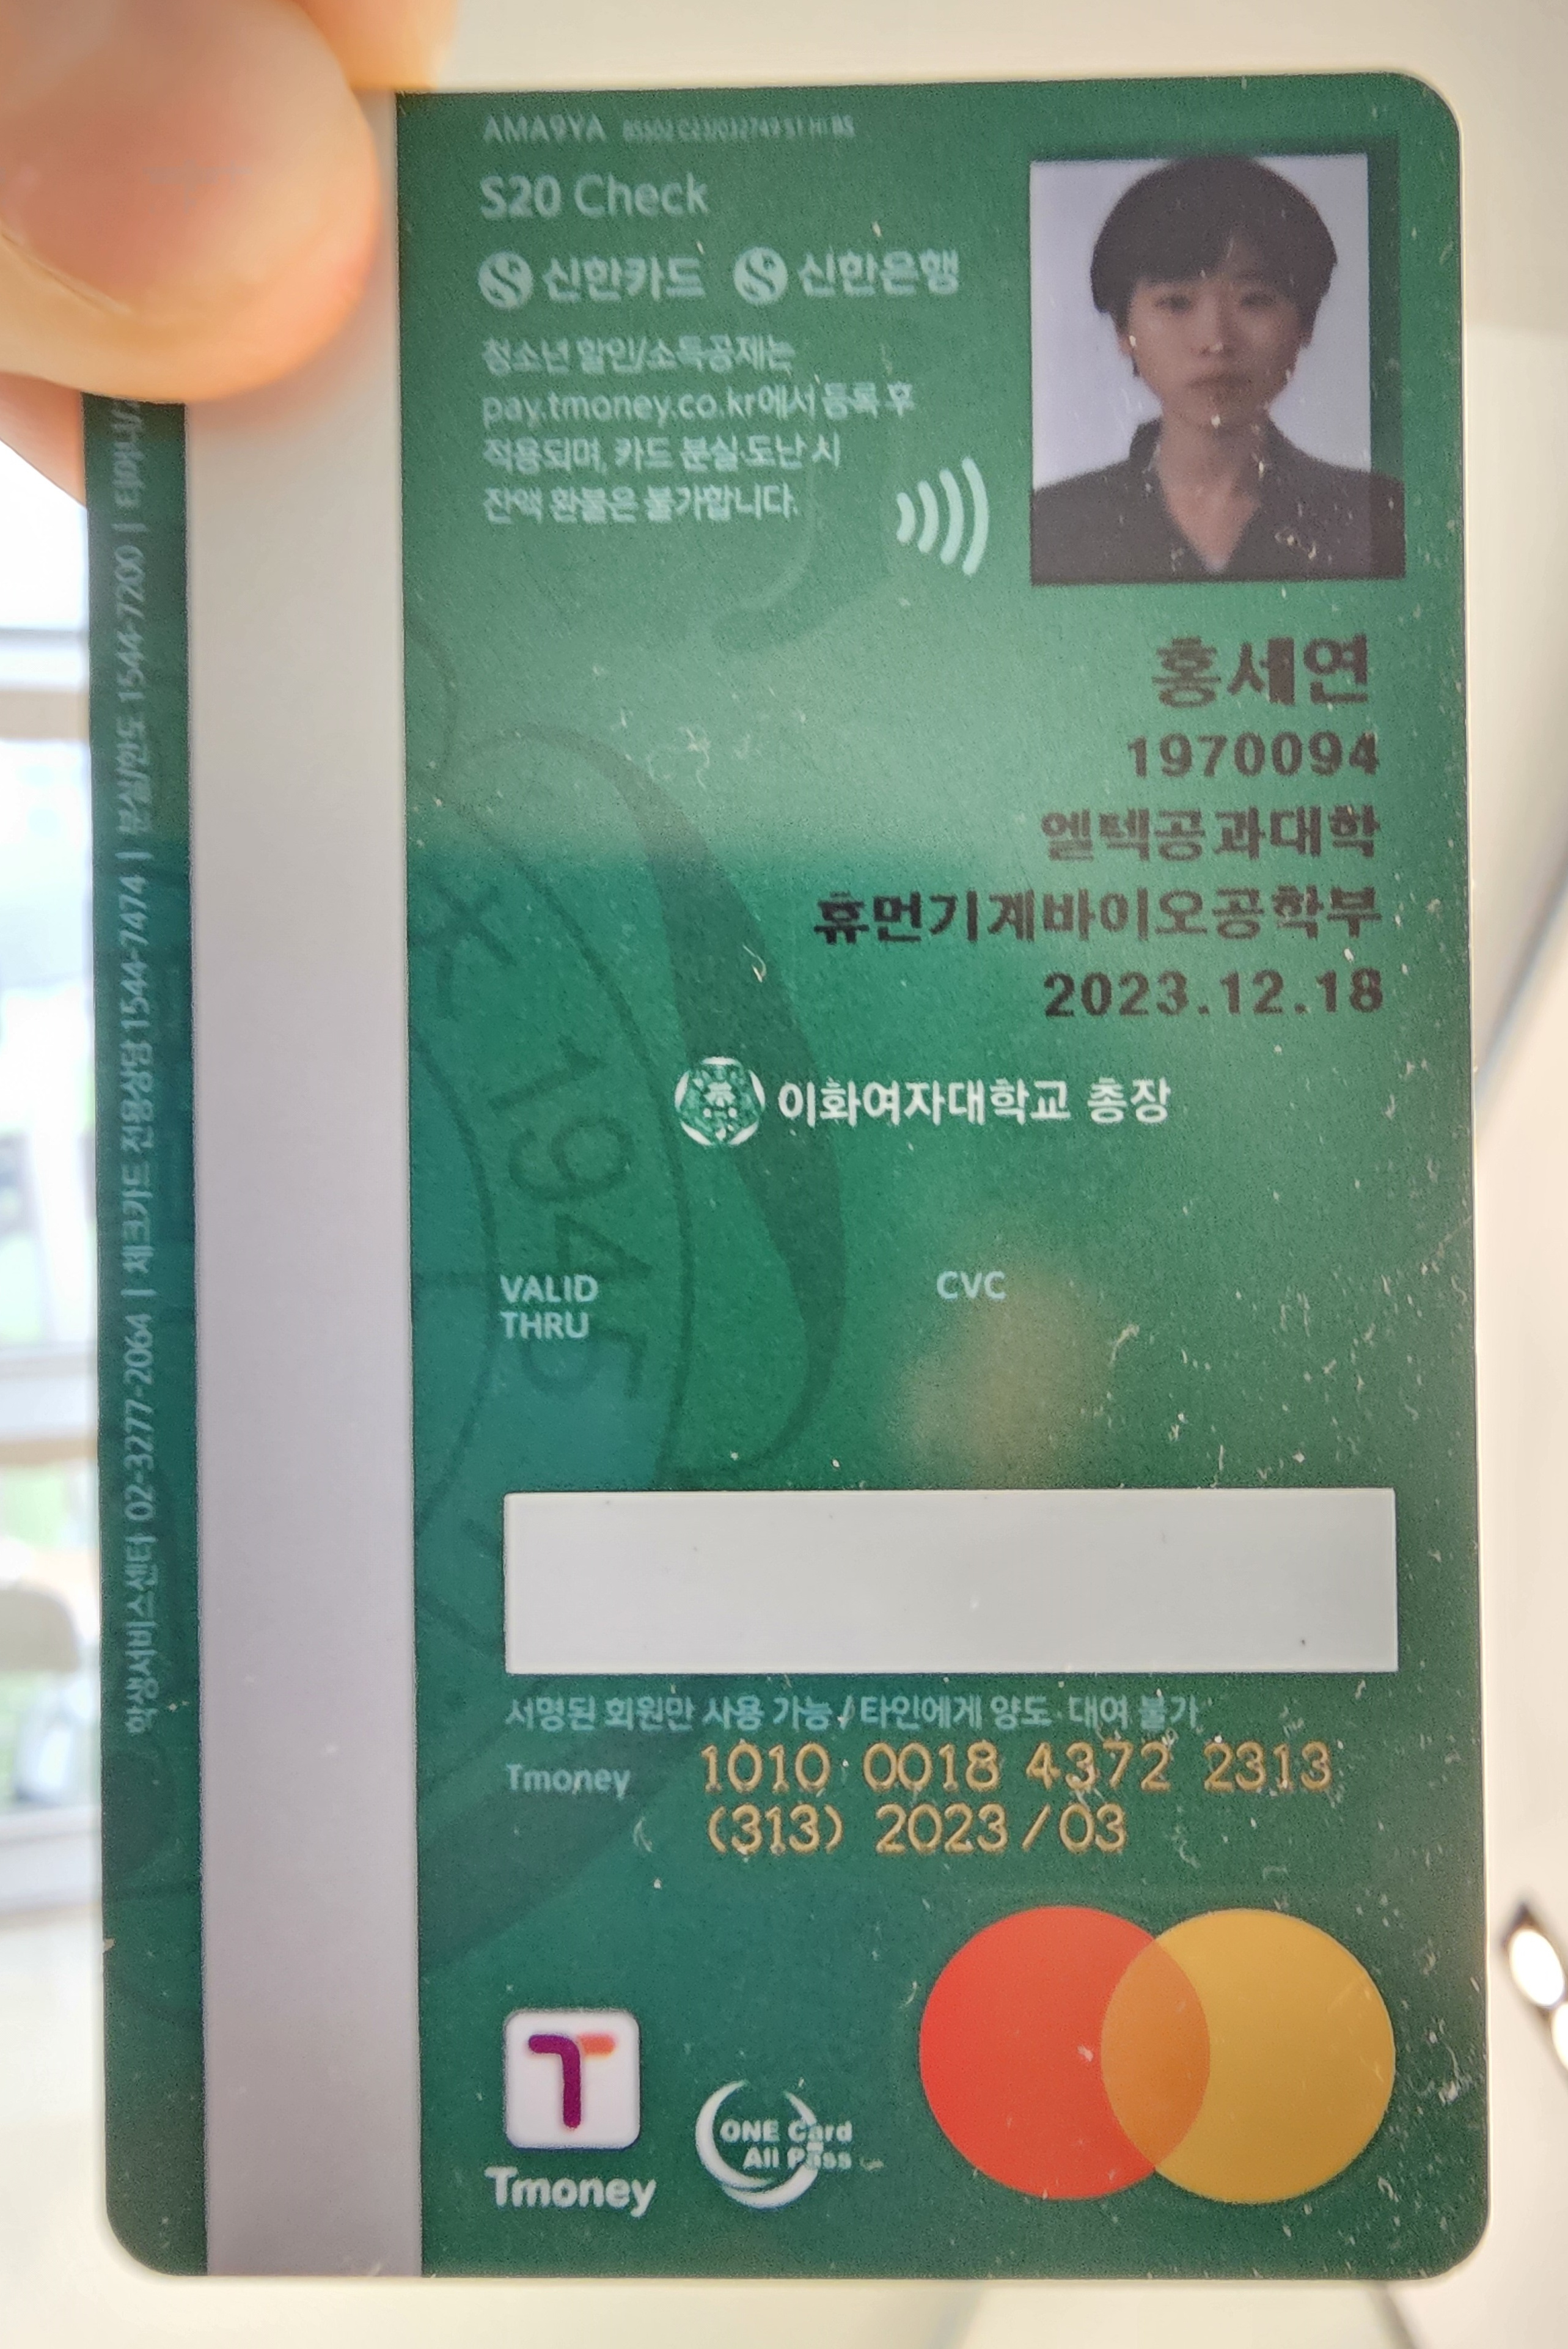 AMA9YA
S20 Check
신한카드 신한은행
청소년 할인/소득공제는
pay.tmoney.co.kr에서 등록 후
적용되며, 카드 분실·도난 시
잔액 환불은 불가합니다.
홍세연
1970094
엘텍공과대학
휴먼기계바이오공학부
2023.12.18
이화여자대학교 총장
1945
VALID
THRU
CVC
서명된 회원만 사용 가능 / 타인에게 양도·대여 불가
Tmoney 1010 0018 4372 2313
(313) 2023/03
Tmoney
ONE Card
All Pass
학생서비스센터 02-3277-2064 | 체크카드 전용상담 1544-7474 | 분실/한도 1544-7200 | 티머니